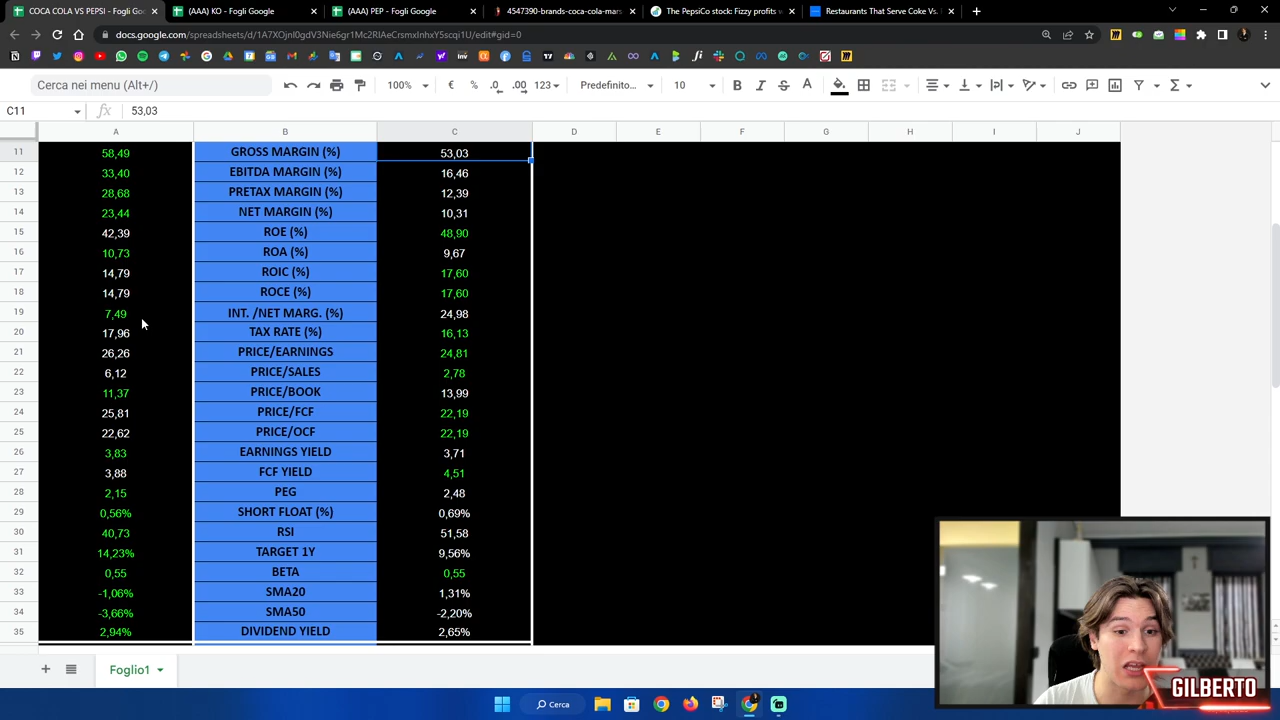 COCA COLA VS PEPSI - Fogli Goo
(AAA) KO - Fogli Google
(AAA) PEP - Fogli Google
4547390-brands-coca-cola-mars
The PepsiCo stock: Fizzy profits w
Restaurants That Serve Coke Vs.
docs.google.com/spreadsheets/d/
/edit#gid=0
Cerca nei menu (Alt+/)
100%
€
%
.0
.00
123
Predefinito...
10
B
I
S
A
C11
53,03
A
B
C
D
E
F
G
H
I
J
11 58,49 GROSS MARGIN (%) 53,03
12 33,40 EBITDA MARGIN (%) 16,46
13 28,68 PRETAX MARGIN (%) 12,39
14 23,44 NET MARGIN (%) 10,31
15 42,39 ROE (%) 48,90
16 10,73 ROA (%) 9,67
17 14,79 ROIC (%) 17,60
18 14,79 ROCE (%) 17,60
19 7,49 INT. /NET MARG. (%) 24,98
20 17,96 TAX RATE (%) 16,13
21 26,26 PRICE/EARNINGS 24,81
22 6,12 PRICE/SALES 2,78
23 11,37 PRICE/BOOK 13,99
24 25,81 PRICE/FCF 22,19
25 22,62 PRICE/OCF 22,19
26 3,83 EARNINGS YIELD 3,71
27 3,88 FCF YIELD 4,51
28 2,15 PEG 2,48
29 0,56% SHORT FLOAT (%) 0,69%
30 40,73 RSI 51,58
31 14,23% TARGET 1Y 9,56%
32 0,55 BETA 0,55
33 -1,06% SMA20 1,31%
34 -3,66% SMA50 -2,20%
35 2,94% DIVIDEND YIELD 2,65%
Foglio1
Cerca
GILBERTO